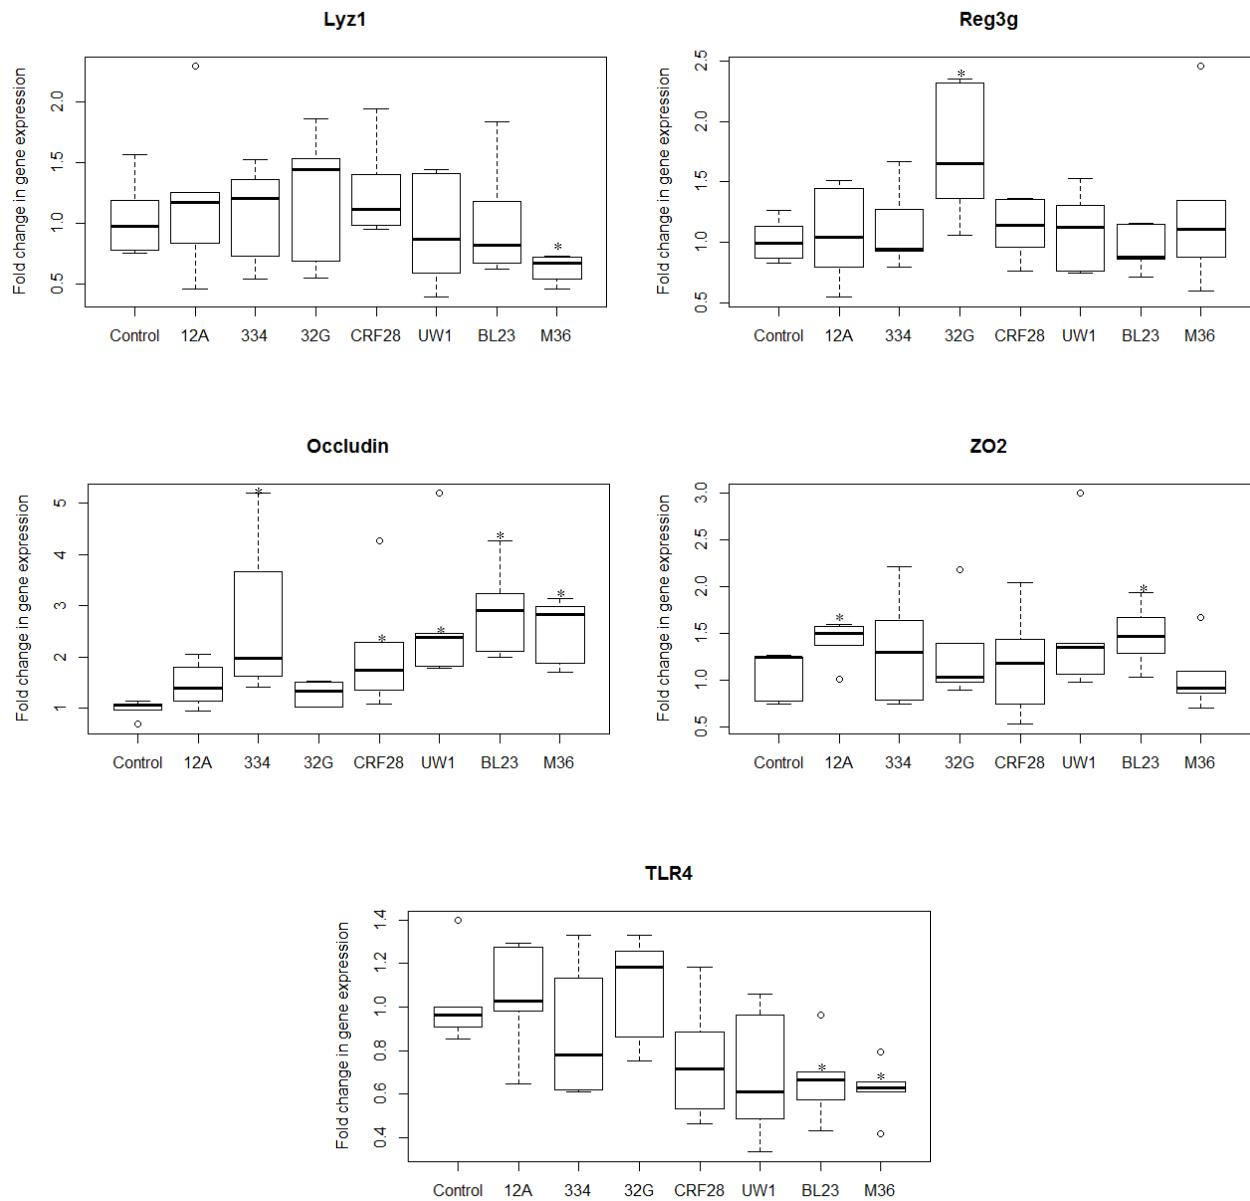 Lyz1
Fold change in gene expression
0.5 1.0 1.5 2.0
*
Control 12A 334 32G CRF28 UW1 BL23 M36
Reg3g
Fold change in gene expression
0.5 1.0 1.5 2.0 2.5
*
Control 12A 334 32G CRF28 UW1 BL23 M36
Occludin
Fold change in gene expression
1 2 3 4 5
* * * * *
Control 12A 334 32G CRF28 UW1 BL23 M36
ZO2
Fold change in gene expression
0.5 1.0 1.5 2.0 2.5 3.0
* *
Control 12A 334 32G CRF28 UW1 BL23 M36
TLR4
Fold change in gene expression
0.4 0.6 0.8 1.0 1.2 1.4
* *
Control 12A 334 32G CRF28 UW1 BL23 M36